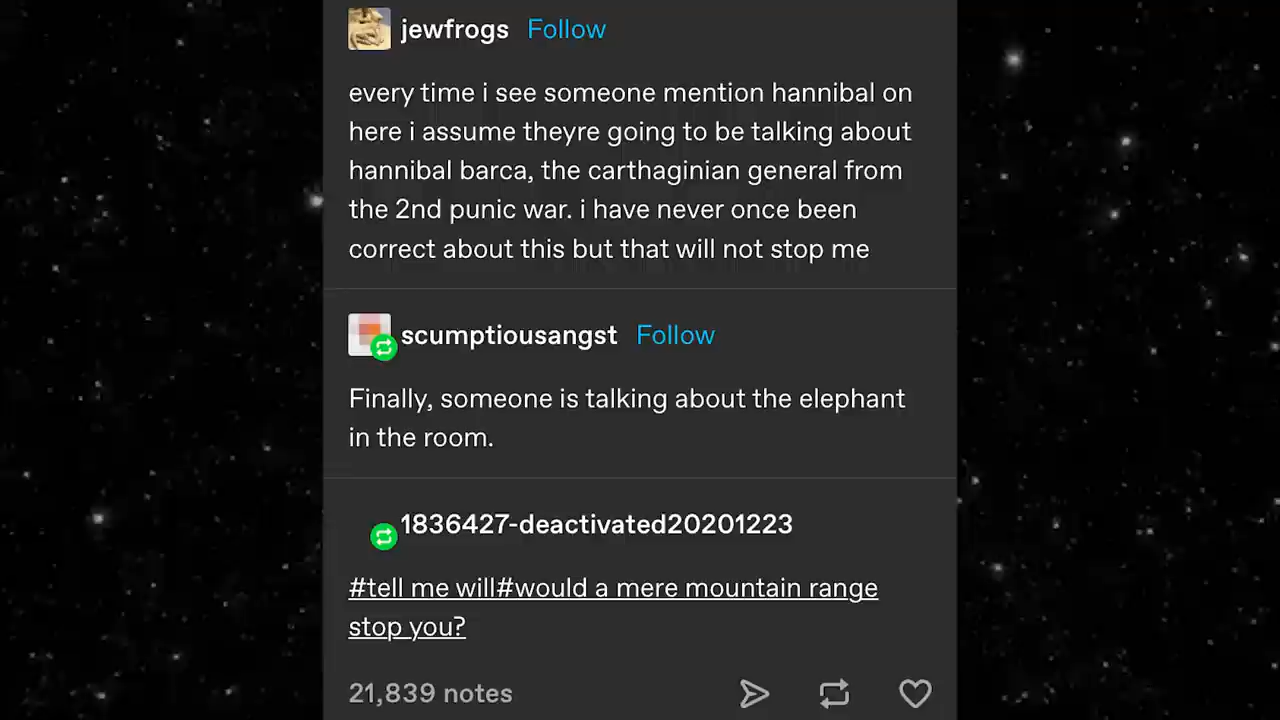 jewfrogs Follow
every time i see someone mention hannibal on
here i assume theyre going to be talking about
hannibal barca, the carthaginian general from
the 2nd punic war. i have never once been
correct about this but that will not stop me
scumptiousangst Follow
Finally, someone is talking about the elephant
in the room.
1836427-deactivated20201223
#tell me will#would a mere mountain range
stop you?
21,839 notes